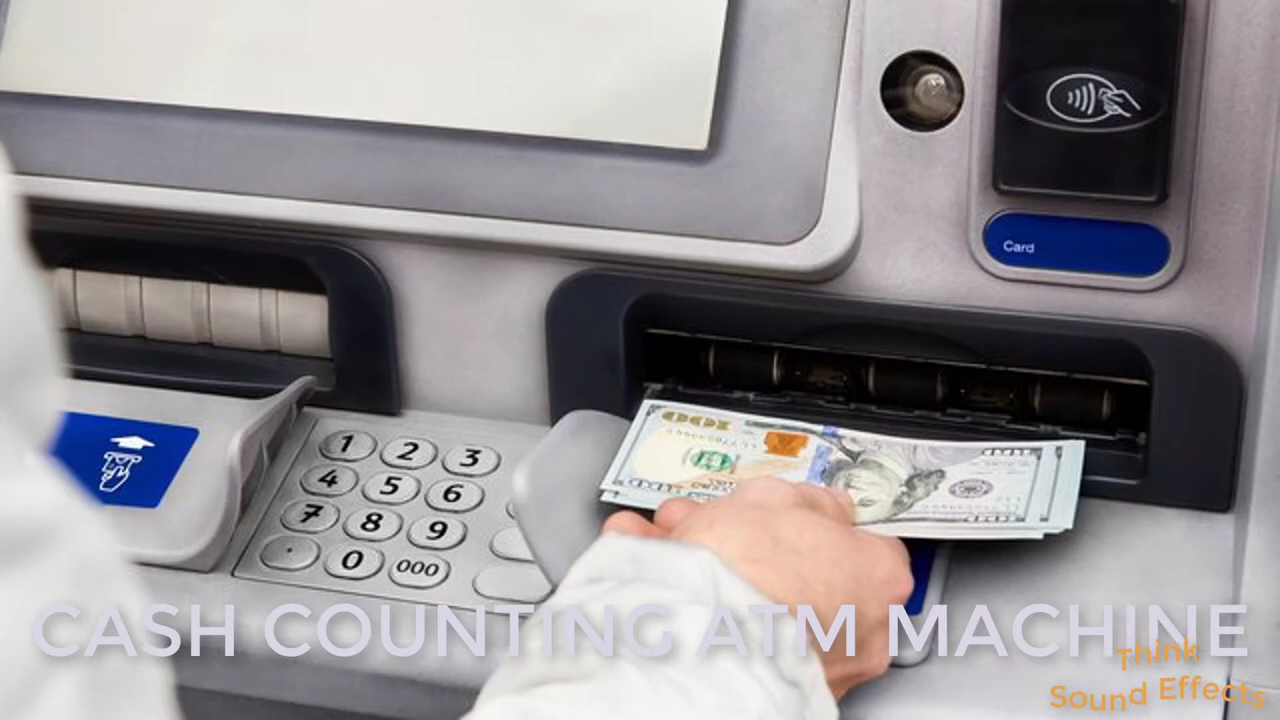 Card
100
1 2 3
4 5 6
7 8 9
. 0 000
CASH COUNTING ATM MACHINE
Think
Sound Effects